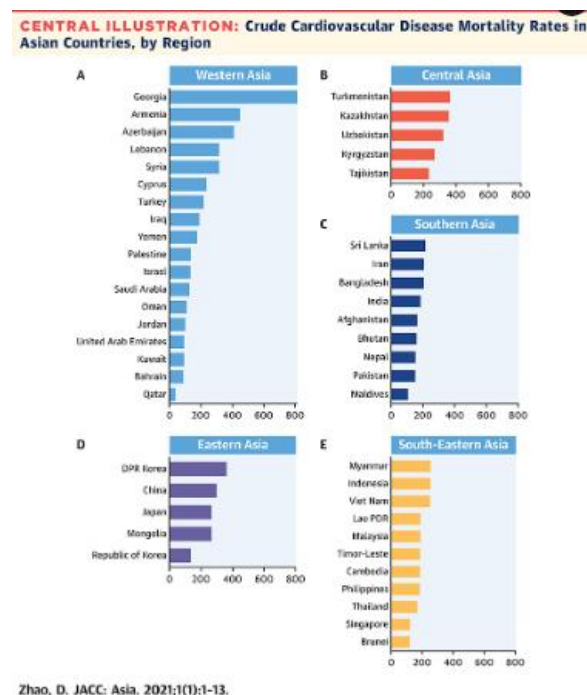 CENTRAL ILLUSTRATION: Crude Cardiovascular Disease Mortality Rates in
Asian Countries, by Region
A
Western Asia
Georgia
Armenia
Azerbaijan
Lebanon
Syria
Cyprus
Turkey
Iraq
Yemen
Palestine
Israel
Saudi Arabia
Oman
Jordan
United Arab Emirates
Kuwait
Bahrain
Qatar
0 200 400 600 800
B
Central Asia
Turkmenistan
Kazakhstan
Uzbekistan
Kyrgyzstan
Tajikistan
0 200 400 600 800
C
Southern Asia
Sri Lanka
Iran
Bangladesh
India
Afghanistan
Bhutan
Nepal
Pakistan
Maldives
0 200 400 600 800
D
Eastern Asia
DPR Korea
China
Japan
Mongolia
Republic of Korea
0 200 400 600 800
E
South-Eastern Asia
Myanmar
Indonesia
Viet Nam
Lao PDR
Malaysia
Timor-Leste
Cambodia
Philippines
Thailand
Singapore
Brunei
0 200 400 600 800
Zhao, D. JACC: Asia. 2021;1(1):1-13.